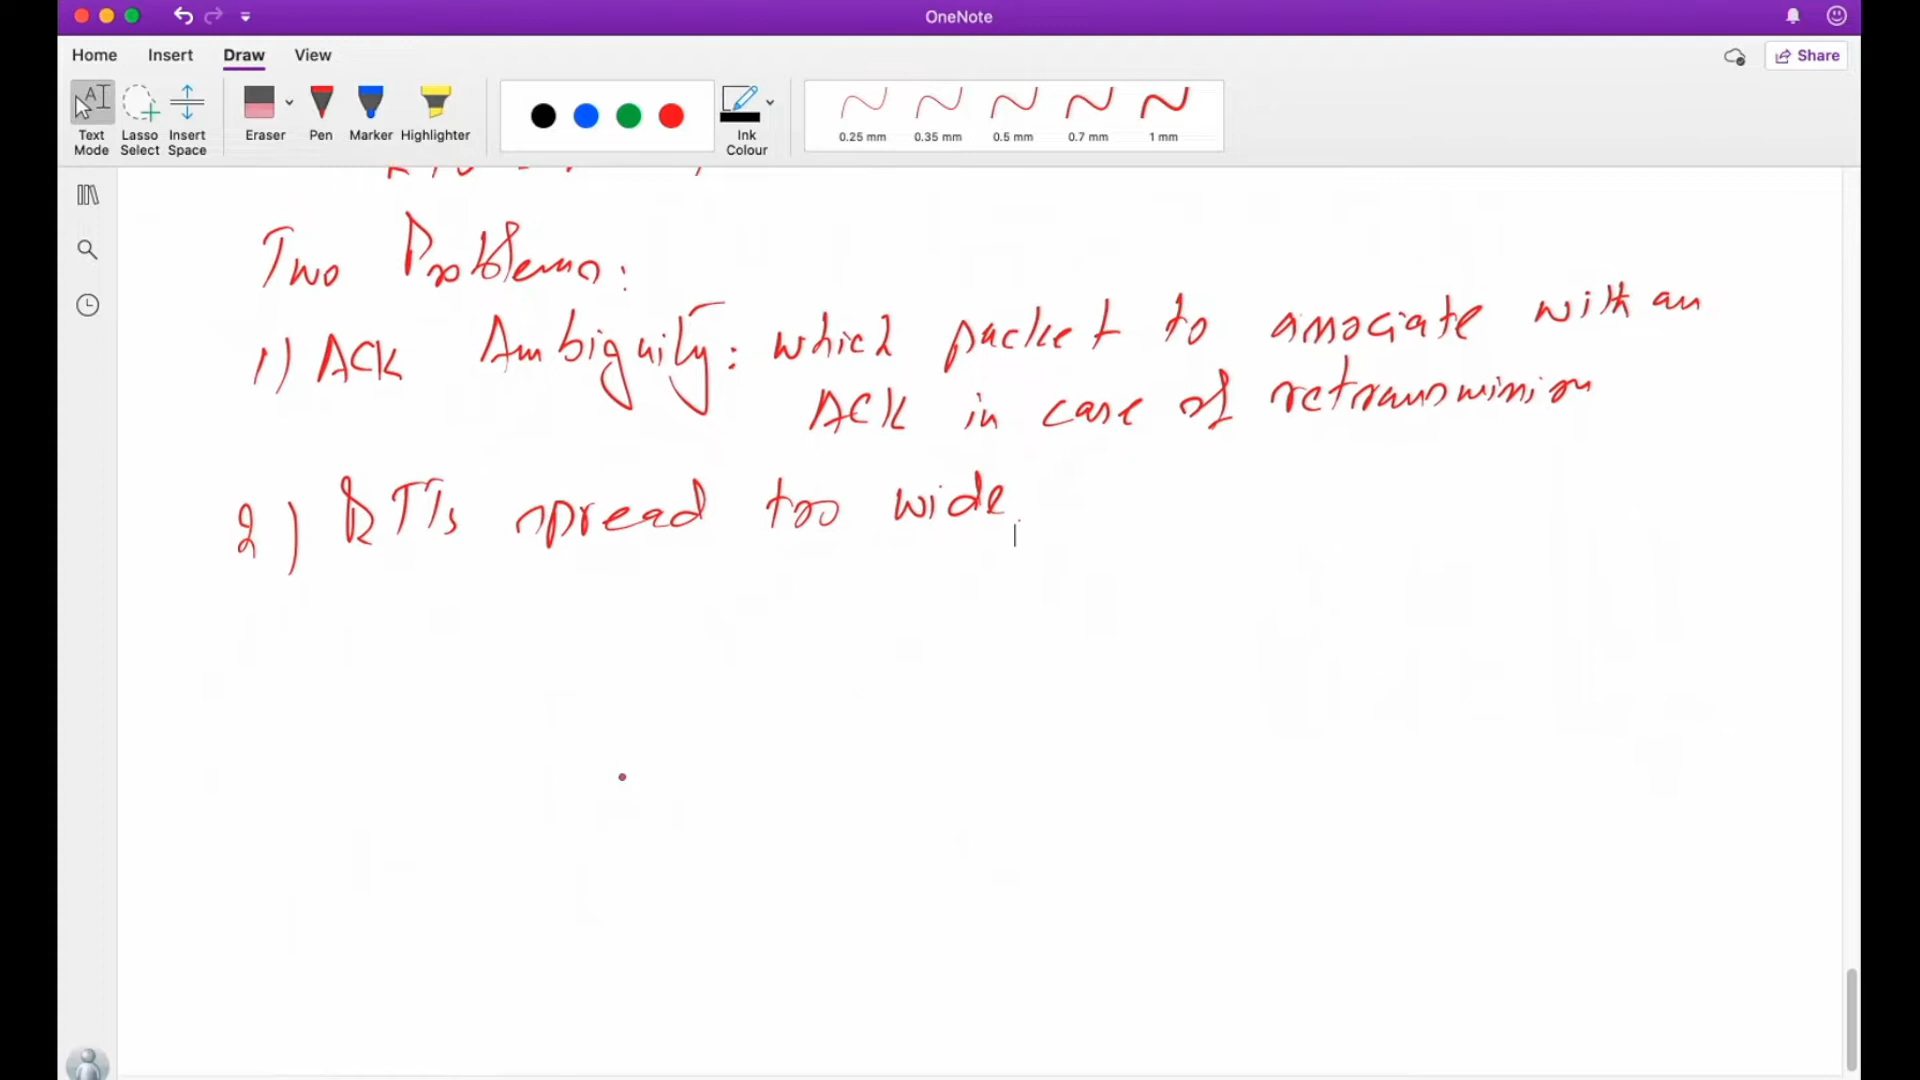 OneNote
Home Insert Draw View
Share
Text Mode
Lasso Select
Insert Space
Eraser
Pen
Marker
Highlighter
Ink Colour
0.25 mm 0.35 mm 0.5 mm 0.7 mm 1 mm
Two Problems:
1) ACK Ambiguity: which packet to associate with an
ACK in case of retransmission
2) RTTs spread too wide.